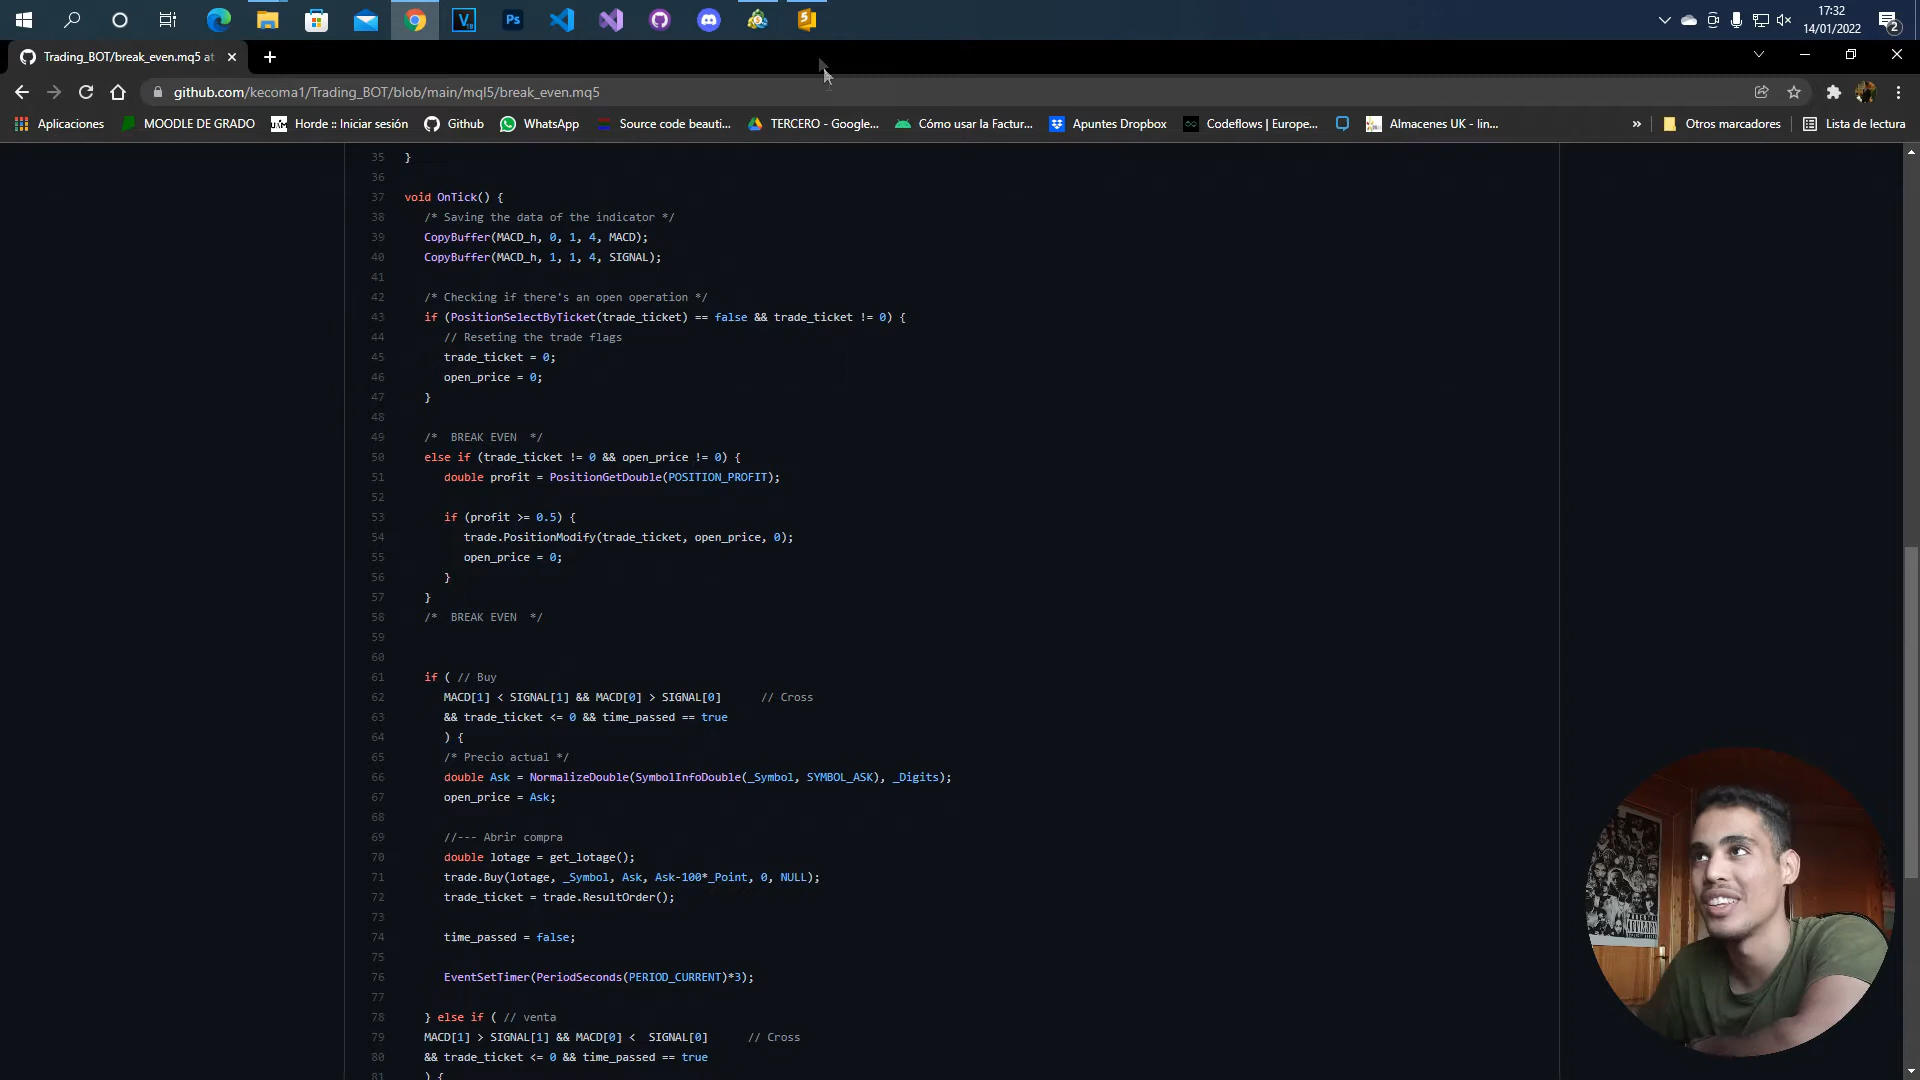 17:32
14/01/2022
2
Trading_BOT/break_even.mq5 at
github.com/kecoma1/Trading_BOT/blob/main/mql5/break_even.mq5
Aplicaciones
MOODLE DE GRADO
Horde :: Iniciar sesión
Github
WhatsApp
Source code beauti...
TERCERO - Google...
Cómo usar la Factur...
Apuntes Dropbox
Codeflows | Europe...
Almacenes UK - lin...
»
Otros marcadores
Lista de lectura
35 }
36
37 void OnTick() {
38 /* Saving the data of the indicator */
39 CopyBuffer(MACD_h, 0, 1, 4, MACD);
40 CopyBuffer(MACD_h, 1, 1, 4, SIGNAL);
41
42 /* Checking if there's an open operation */
43 if (PositionSelectByTicket(trade_ticket) == false && trade_ticket != 0) {
44 // Reseting the trade flags
45 trade_ticket = 0;
46 open_price = 0;
47 }
48
49 /* BREAK EVEN */
50 else if (trade_ticket != 0 && open_price != 0) {
51 double profit = PositionGetDouble(POSITION_PROFIT);
52
53 if (profit >= 0.5) {
54 trade.PositionModify(trade_ticket, open_price, 0);
55 open_price = 0;
56 }
57 }
58 /* BREAK EVEN */
59
60
61 if ( // Buy
62 MACD[1] < SIGNAL[1] && MACD[0] > SIGNAL[0] // Cross
63 && trade_ticket <= 0 && time_passed == true
64 ) {
65 /* Precio actual */
66 double Ask = NormalizeDouble(SymbolInfoDouble(_Symbol, SYMBOL_ASK), _Digits);
67 open_price = Ask;
68
69 //--- Abrir compra
70 double lotage = get_lotage();
71 trade.Buy(lotage, _Symbol, Ask, Ask-100*_Point, 0, NULL);
72 trade_ticket = trade.ResultOrder();
73
74 time_passed = false;
75
76 EventSetTimer(PeriodSeconds(PERIOD_CURRENT)*3);
77
78 } else if ( // venta
79 MACD[1] > SIGNAL[1] && MACD[0] < SIGNAL[0] // Cross
80 && trade_ticket <= 0 && time_passed == true
81 ) {